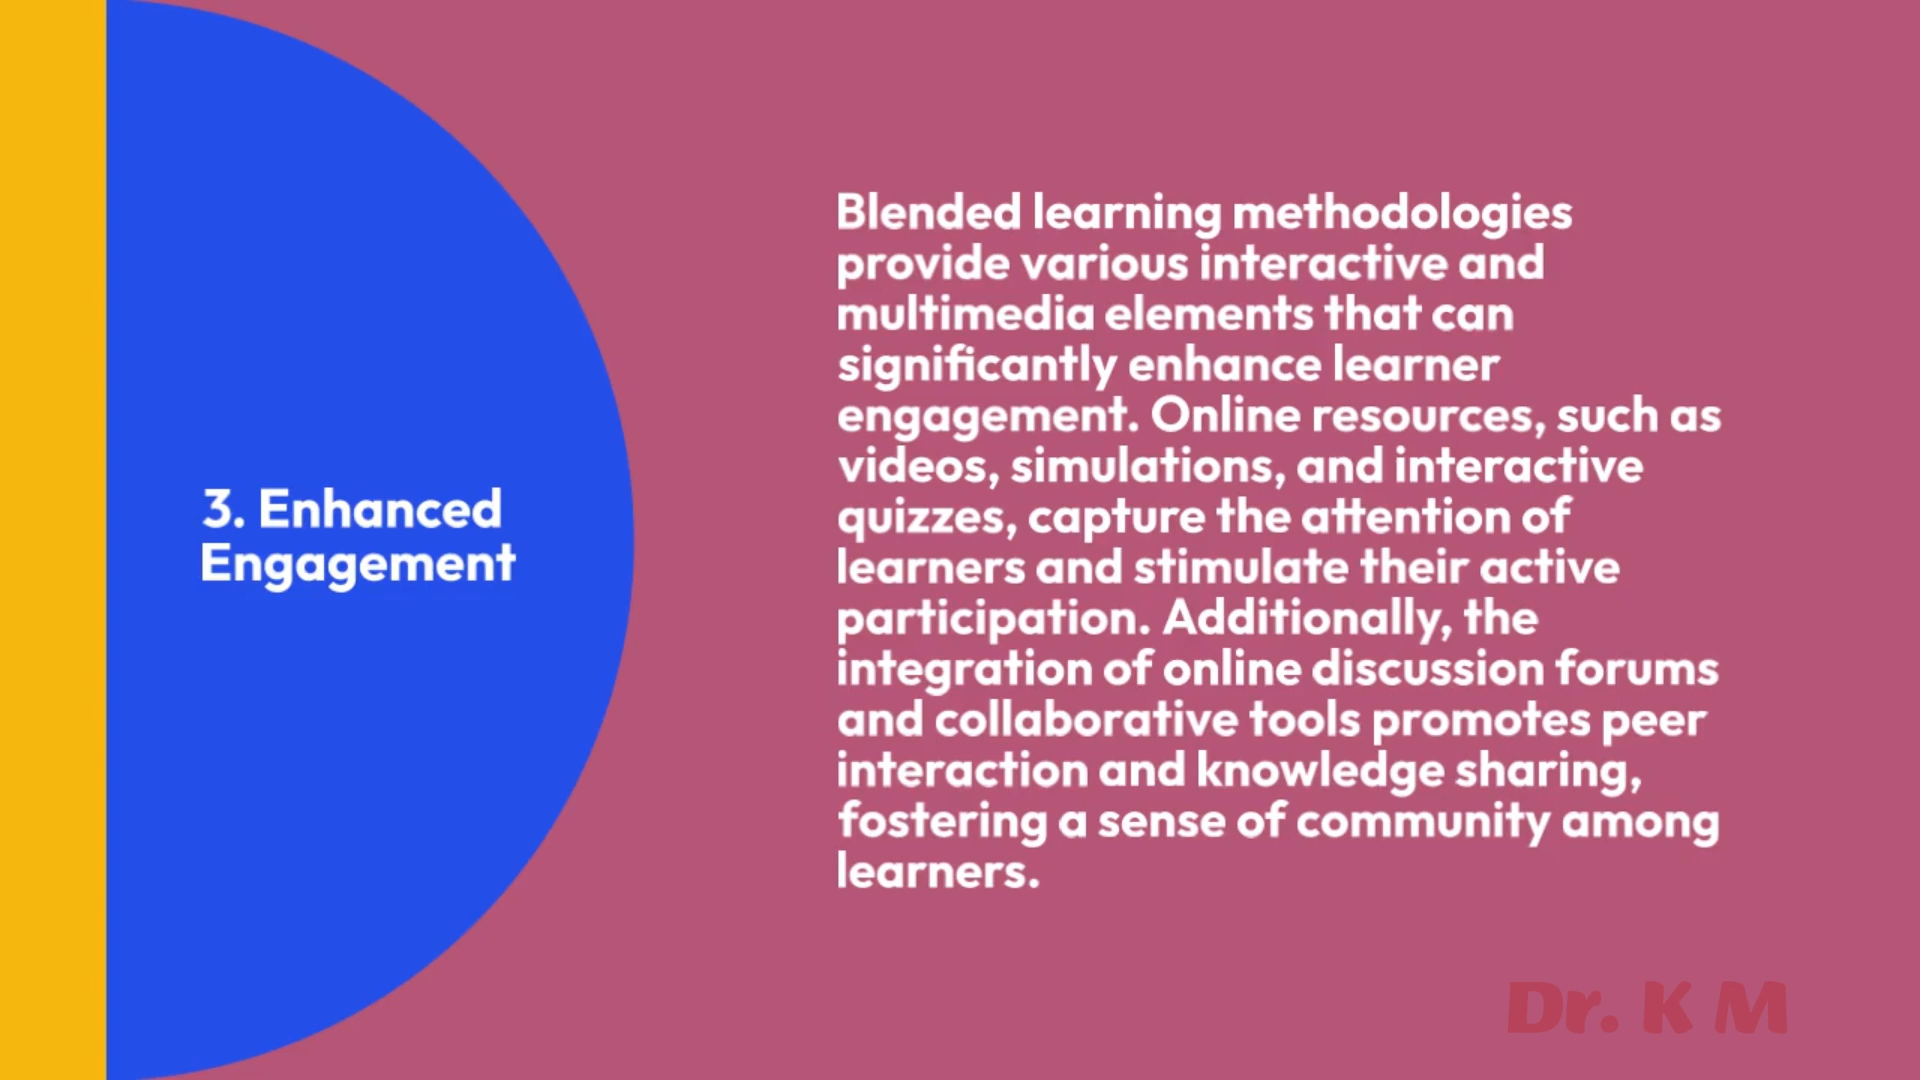 3. Enhanced
Engagement
Blended learning methodologies
provide various interactive and
multimedia elements that can
significantly enhance learner
engagement. Online resources, such as
videos, simulations, and interactive
quizzes, capture the attention of
learners and stimulate their active
participation. Additionally, the
integration of online discussion forums
and collaborative tools promotes peer
interaction and knowledge sharing,
fostering a sense of community among
learners.
Dr. K M